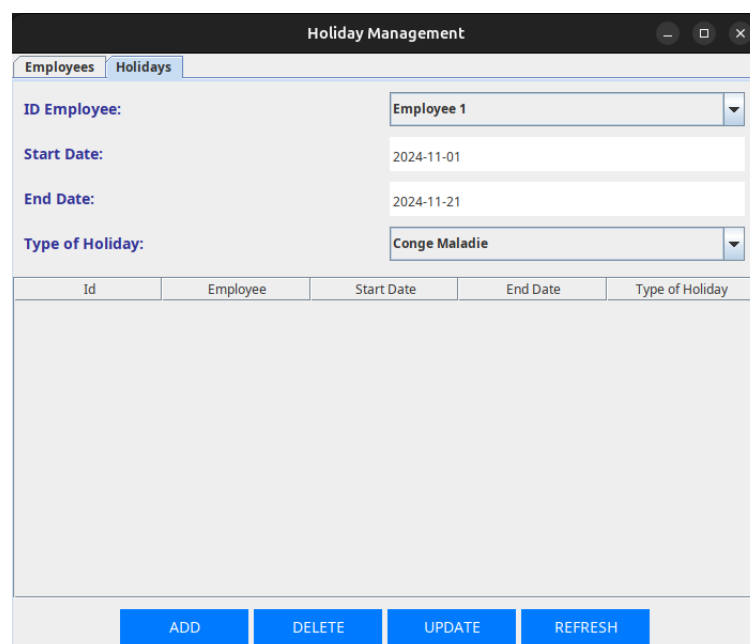 Holiday Management
Employees Holidays
ID Employee: Employee 1
Start Date: 2024-11-01
End Date: 2024-11-21
Type of Holiday: Conge Maladie
Id Employee Start Date End Date Type of Holiday
ADD DELETE UPDATE REFRESH